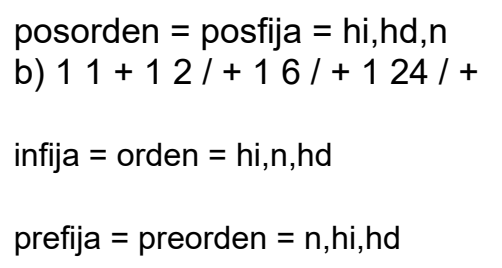 posorden = posfija = hi,hd,n
b) 1 1 + 1 2 / + 1 6 / + 1 24 / +
infija = orden = hi,n,hd
prefija = preorden = n,hi,hd